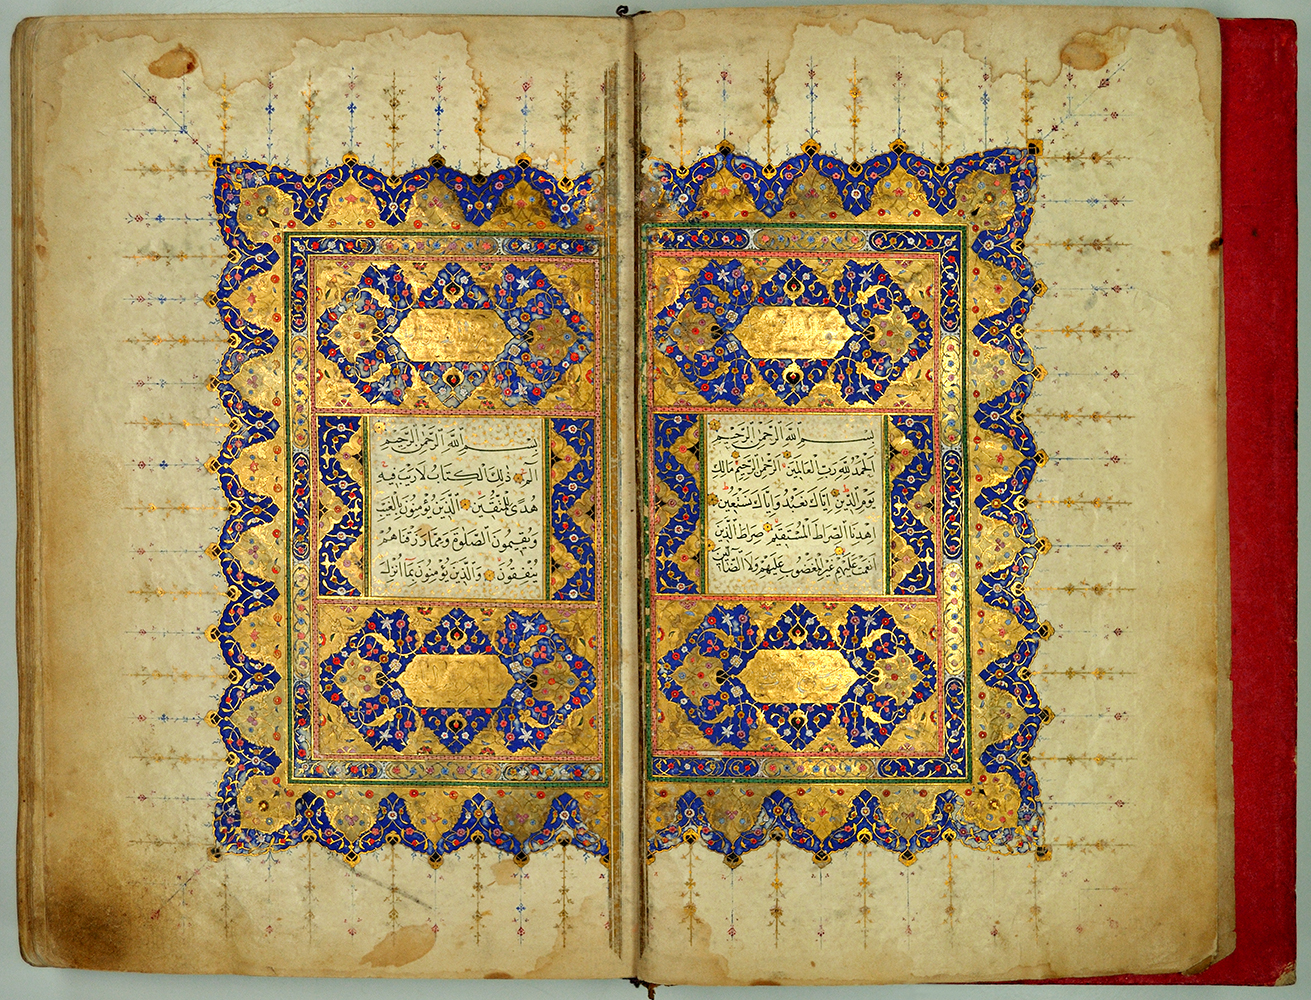 بسم الله الرحمن الرحيم
الحمد لله رب العالمين الرحمن الرحيم مالك
يوم الدين اياك نعبد واياك نستعين
اهدنا الصراط المستقيم صراط الذين
انعمت عليهم غير المغضوب عليهم ولا الضالين
بسم الله الرحمن الرحيم
الم ذلك الكتاب لا ريب فيه
هدى للمتقين الذين يؤمنون بالغيب
ويقيمون الصلوة ومما رزقناهم
ينفقون والذين يؤمنون بما انزل